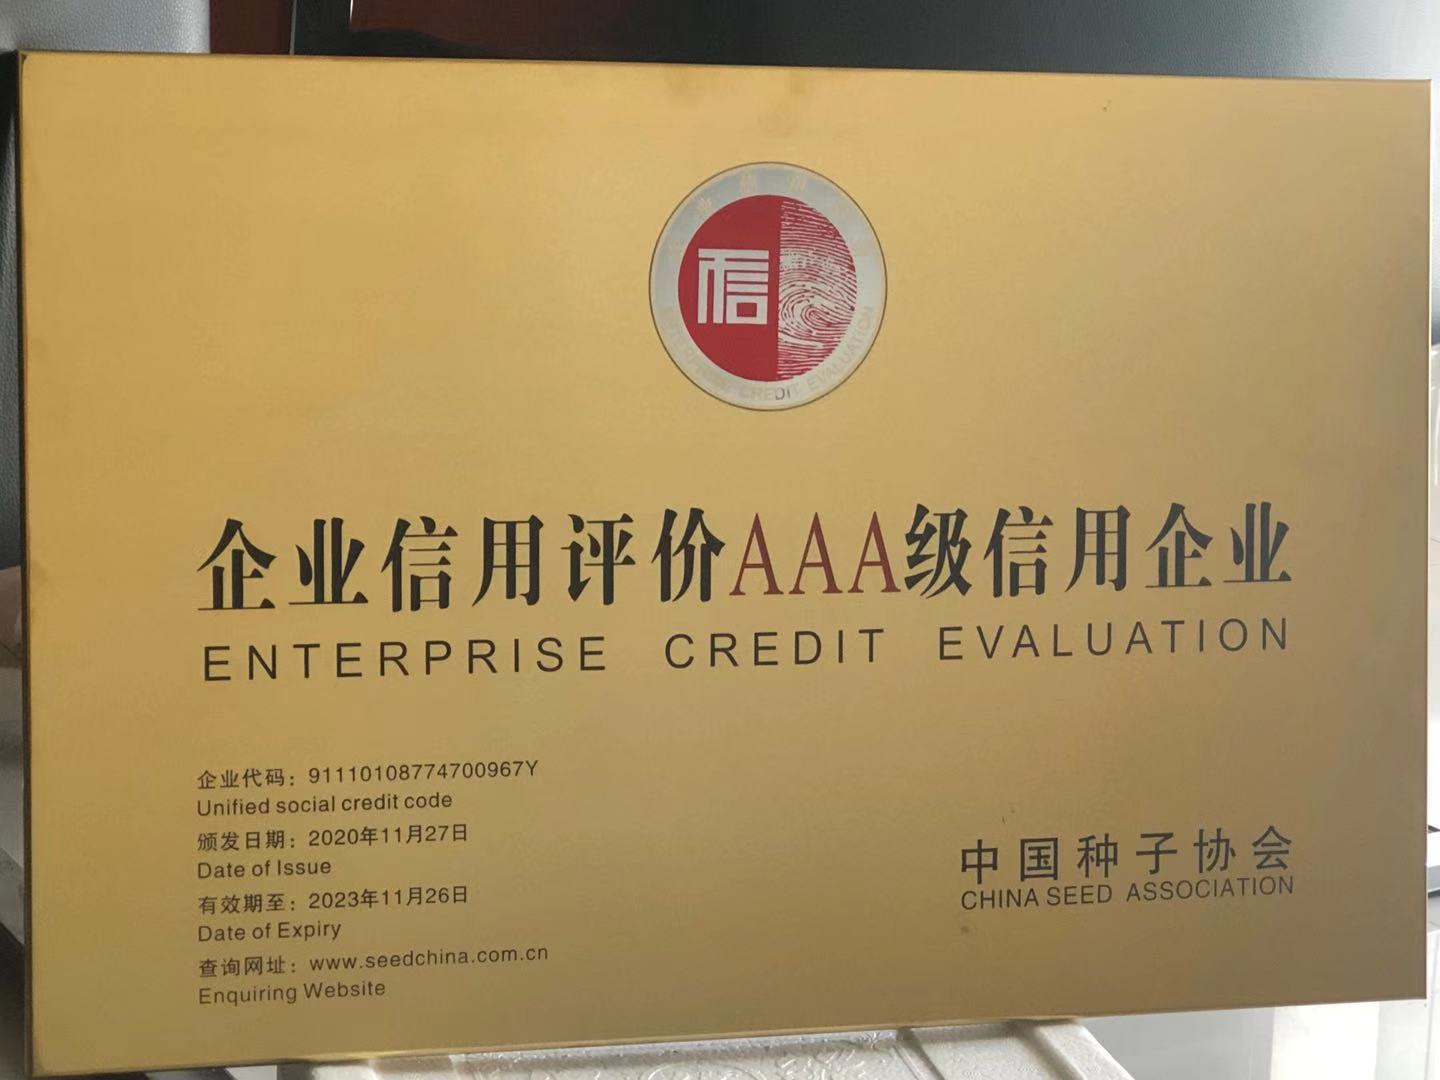 信
CREDIT EVALUATION
企业信用评价AAA级信用企业
ENTERPRISE CREDIT EVALUATION
企业代码：91110108774700967Y
Unified social credit code
颁发日期：2020年11月27日
Date of Issue
有效期至：2023年11月26日
Date of Expiry
查询网址：www.seedchina.com.cn
Enquiring Website
中国种子协会
CHINA SEED ASSOCIATION